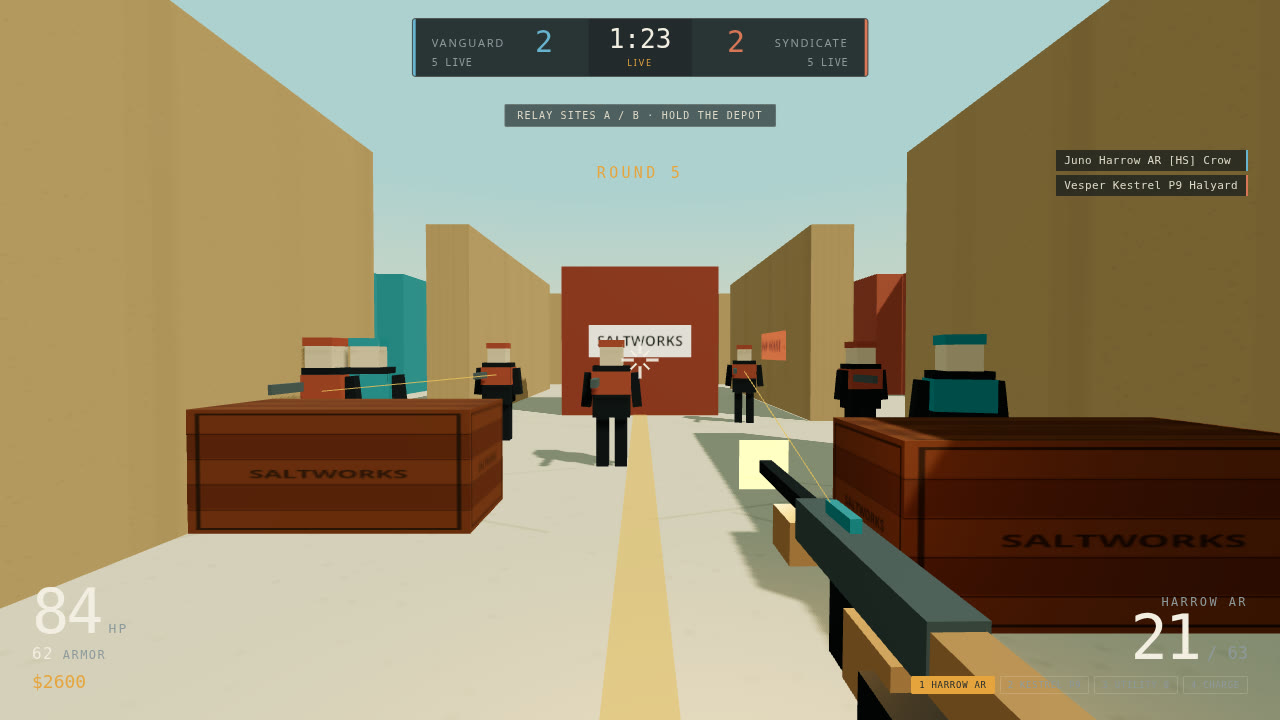 VANGUARD 2 1:23 2 SYNDICATE
5 LIVE LIVE 5 LIVE
RELAY SITES A / B · HOLD THE DEPOT
ROUND 5
Juno Harrow AR [HS] Crow
Vesper Kestrel P9 Halyard
SALTWORKS
SALTWORKS
SALTWORKS
SALTWORKS
84 HP
62 ARMOR
$2600
HARROW AR
21 / 63
1 HARROW AR
4 CHARGE